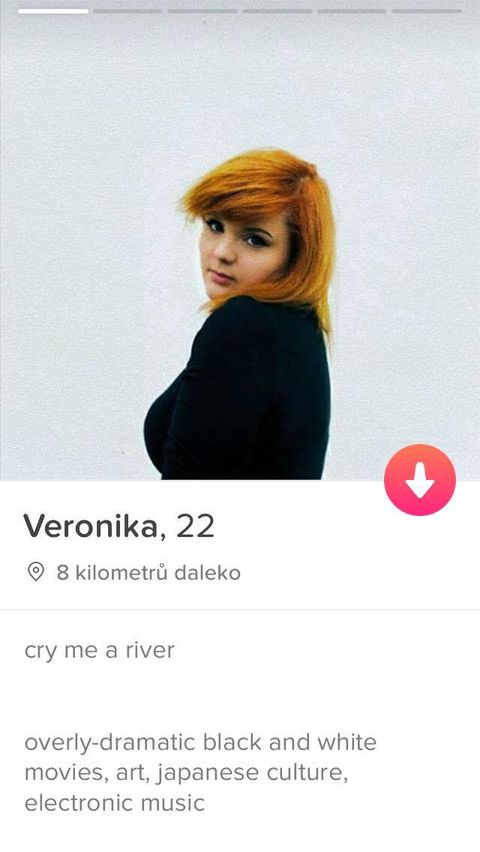 Veronika, 22
8 kilometrů daleko
cry me a river
overly-dramatic black and white
movies, art, japanese culture,
electronic music